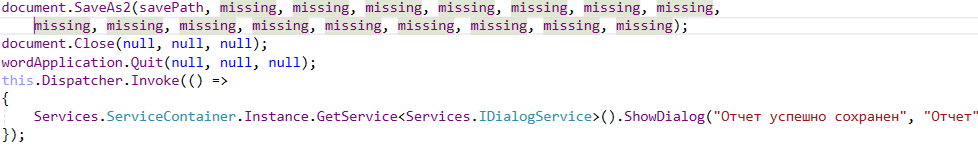 document.SaveAs2(savePath, missing, missing, missing, missing, missing, missing, missing,
missing, missing, missing, missing, missing, missing, missing, missing, missing);
document.Close(null, null, null);
wordApplication.Quit(null, null, null);
this.Dispatcher.Invoke(() =>
{
Services.ServiceContainer.Instance.GetService<Services.IDialogService>().ShowDialog("Отчет успешно сохранен", "Отчет"
});